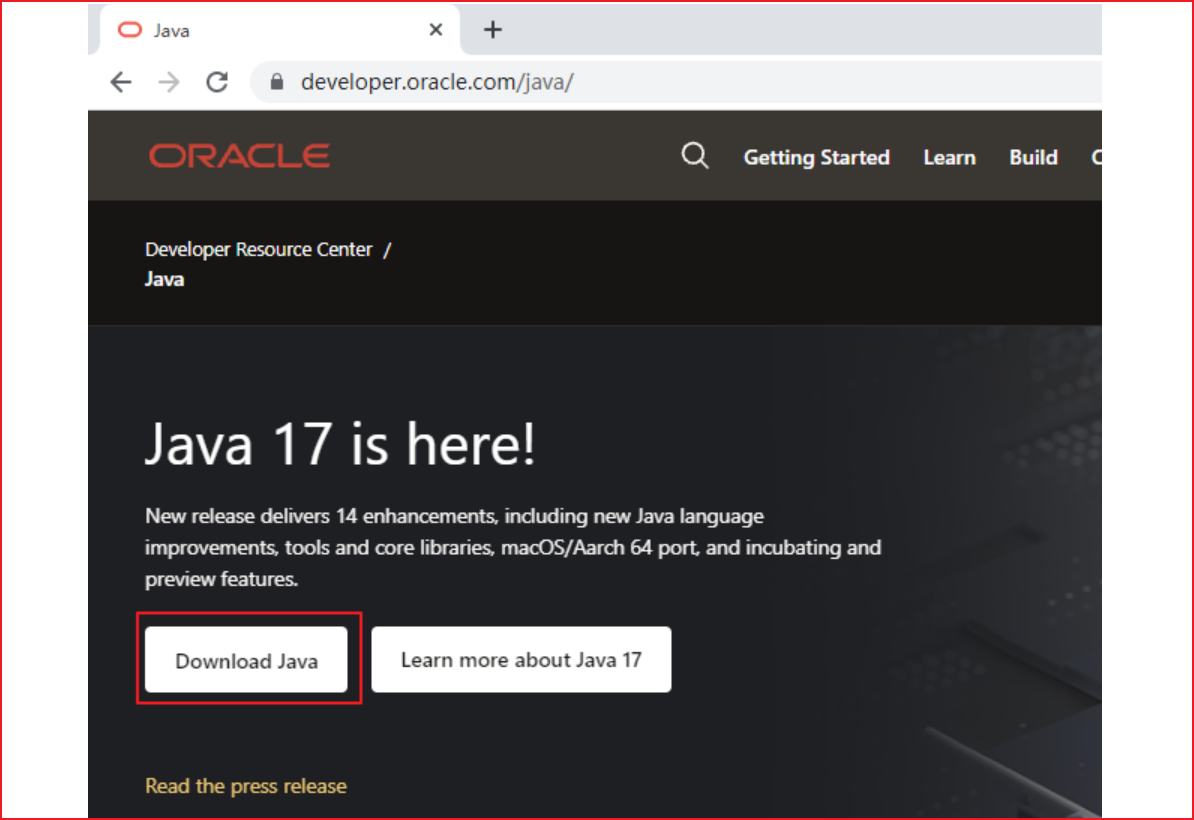 Java
developer.oracle.com/java/
ORACLE
Getting Started Learn Build
Developer Resource Center /
Java
Java 17 is here!
New release delivers 14 enhancements, including new Java language
improvements, tools and core libraries, macOS/Aarch 64 port, and incubating and
preview features.
Download Java Learn more about Java 17
Read the press release